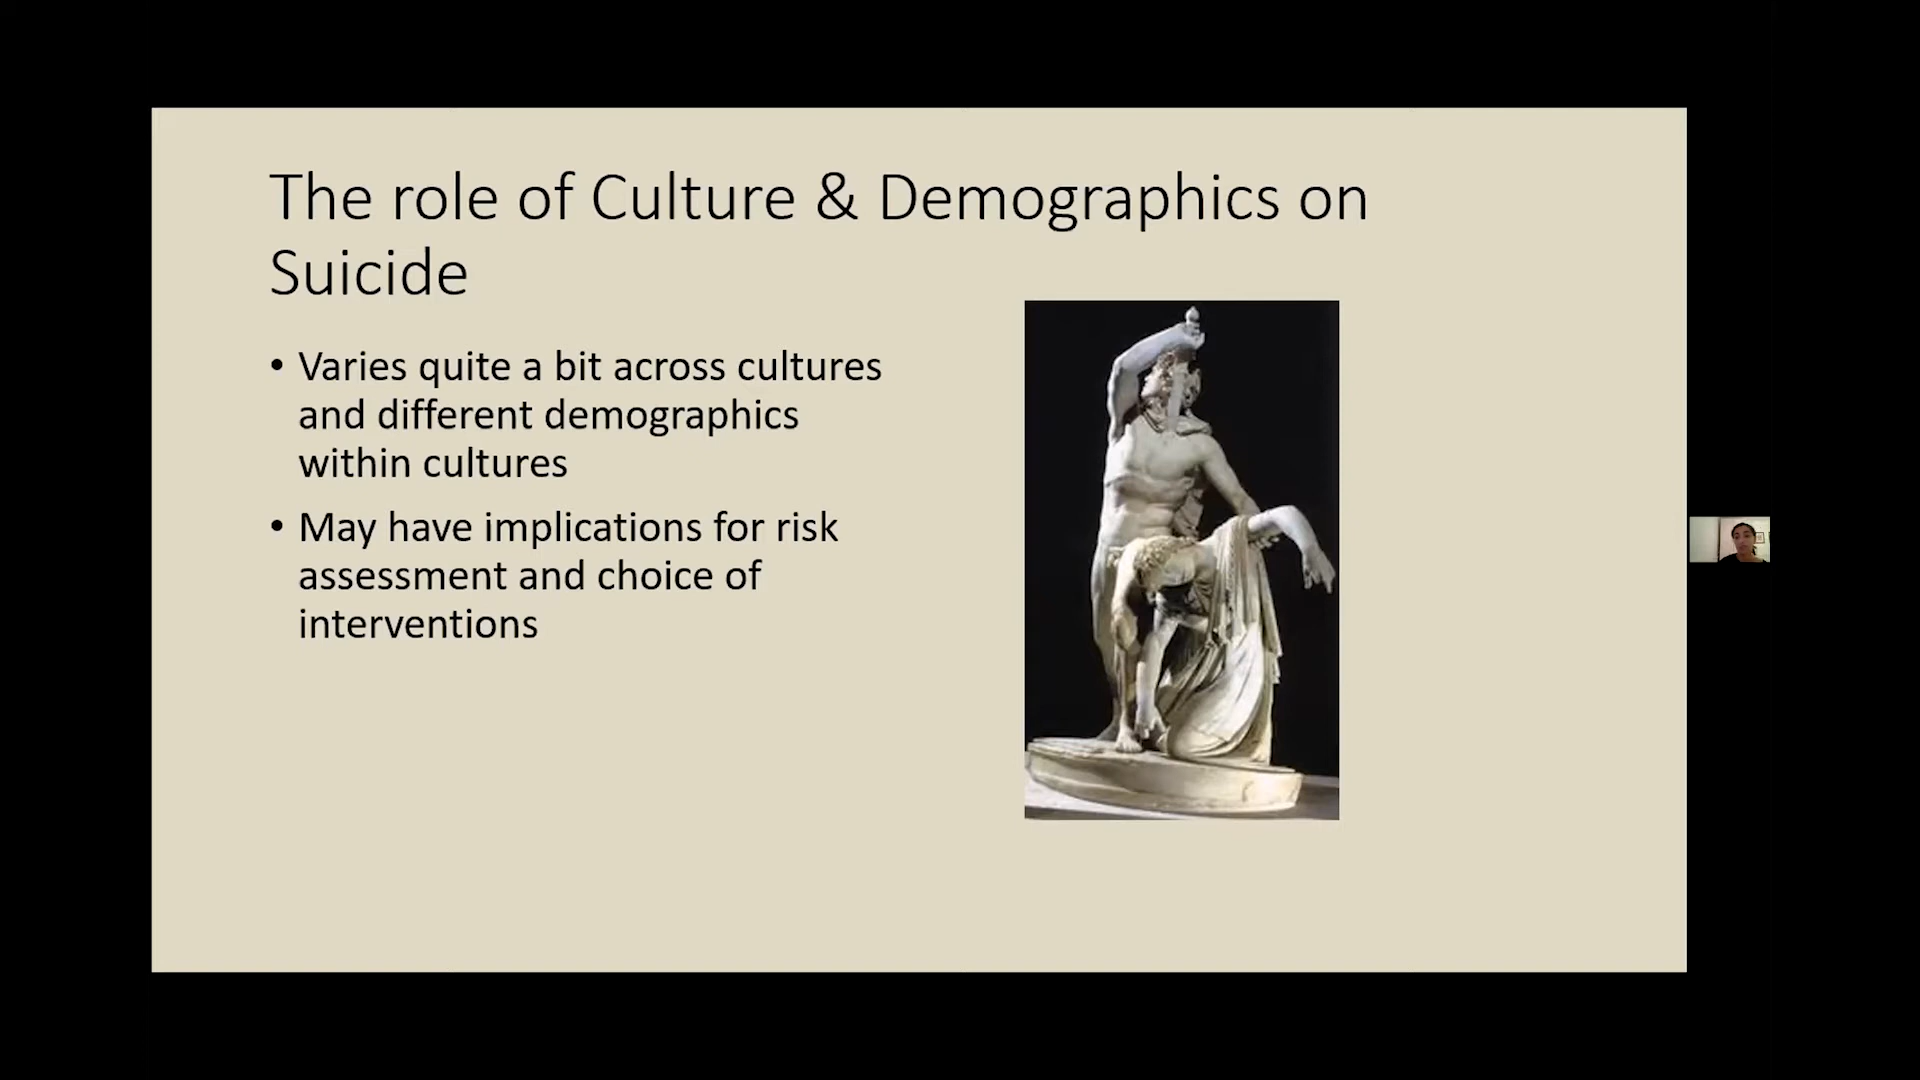 The role of Culture & Demographics on
Suicide
• Varies quite a bit across cultures
and different demographics
within cultures
• May have implications for risk
assessment and choice of
interventions